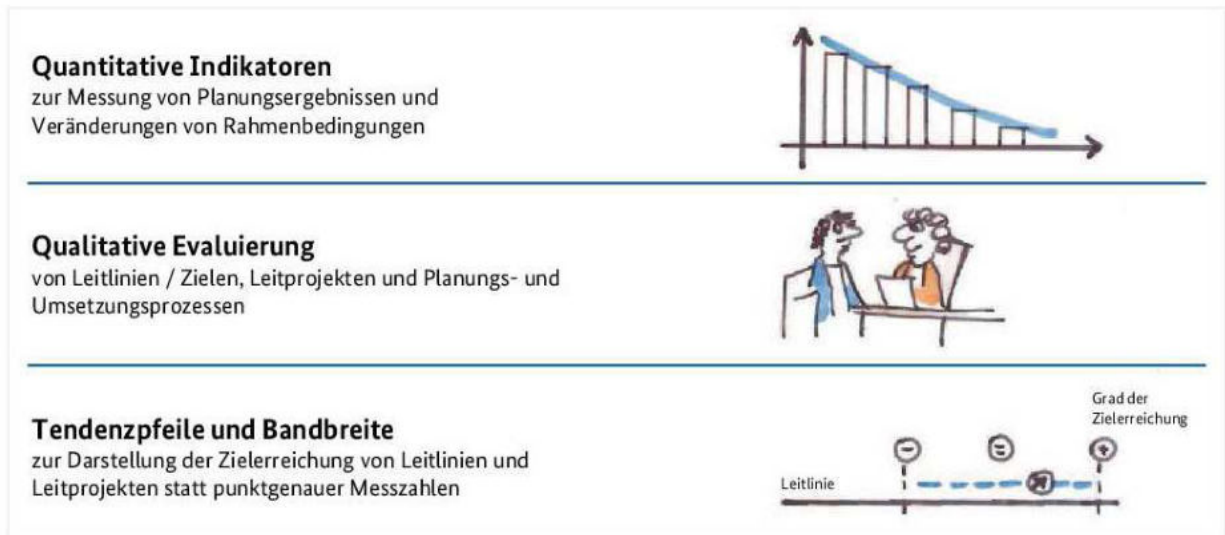 Quantitative Indikatoren
zur Messung von Planungsergebnissen und
Veränderungen von Rahmenbedingungen
Qualitative Evaluierung
von Leitlinien / Zielen, Leitprojekten und Planungs- und
Umsetzungsprozessen
Tendenzpfeile und Bandbreite
zur Darstellung der Zielerreichung von Leitlinien und
Leitprojekten statt punktgenauer Messzahlen
Grad der
Zielerreichung
- = +
Leitlinie